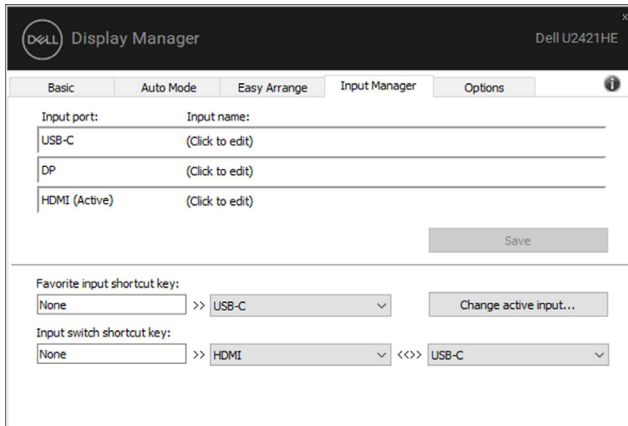 x
DELL Display Manager Dell U2421HE
Basic Auto Mode Easy Arrange Input Manager Options i
Input port: Input name:
USB-C (Click to edit)
DP (Click to edit)
HDMI (Active) (Click to edit)
Save
Favorite input shortcut key:
None >> USB-C Change active input...
Input switch shortcut key:
None >> HDMI <<>> USB-C